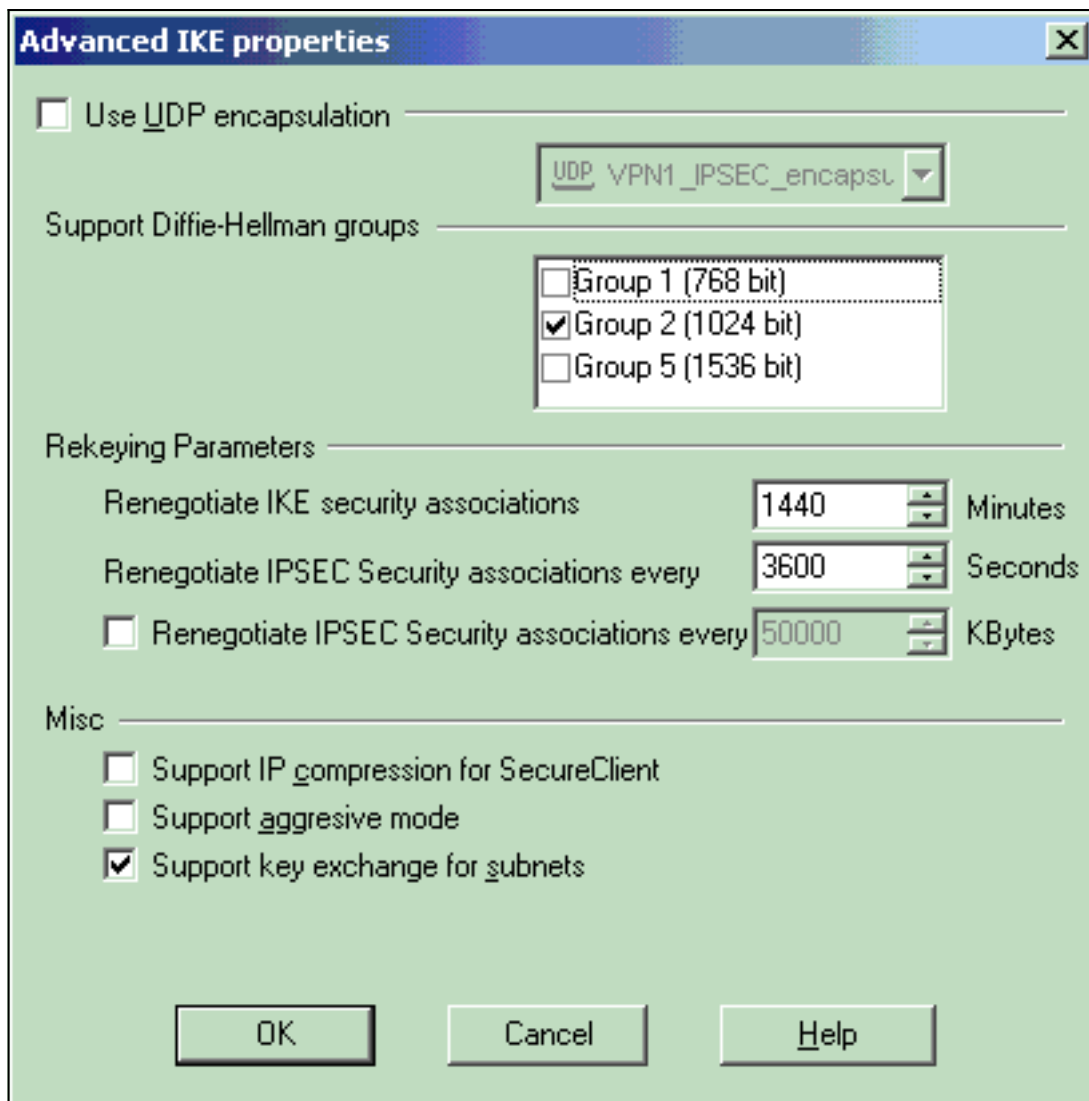 Advanced IKE properties
Use UDP encapsulation
UDP VPN1_IPSEC_encapsu
Support Diffie-Hellman groups
Group 1 (768 bit)
Group 2 (1024 bit)
Group 5 (1536 bit)
Rekeying Parameters
Renegotiate IKE security associations 1440 Minutes
Renegotiate IPSEC Security associations every 3600 Seconds
Renegotiate IPSEC Security associations every 50000 KBytes
Misc
Support IP compression for SecureClient
Support aggresive mode
Support key exchange for subnets
OK Cancel Help